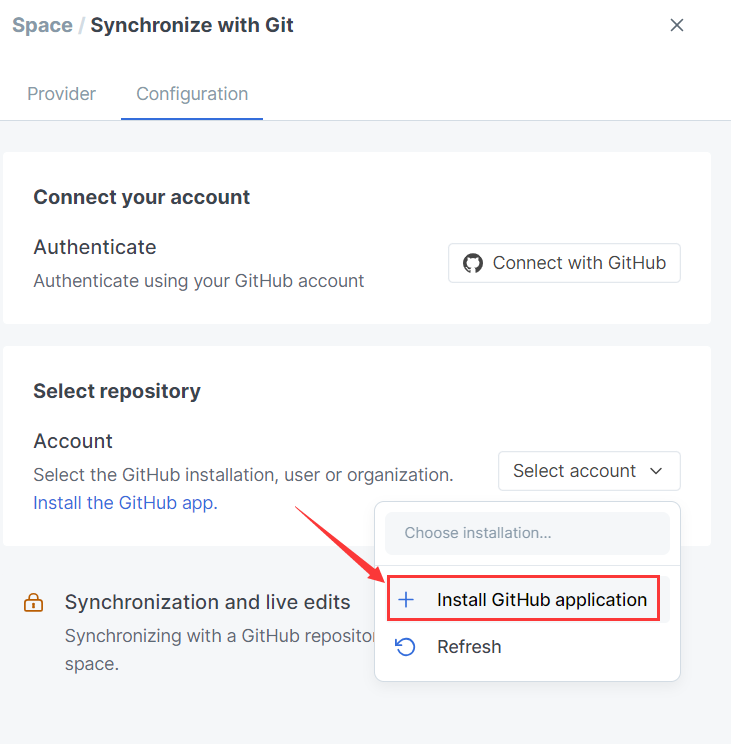 Space / Synchronize with Git
Provider
Configuration
Connect your account
Authenticate
Authenticate using your GitHub account
Connect with GitHub
Select repository
Account
Select the GitHub installation, user or organization.
Install the GitHub app.
Select account
Choose installation...
Install GitHub application
Refresh
Synchronization and live edits
Synchronizing with a GitHub
space.